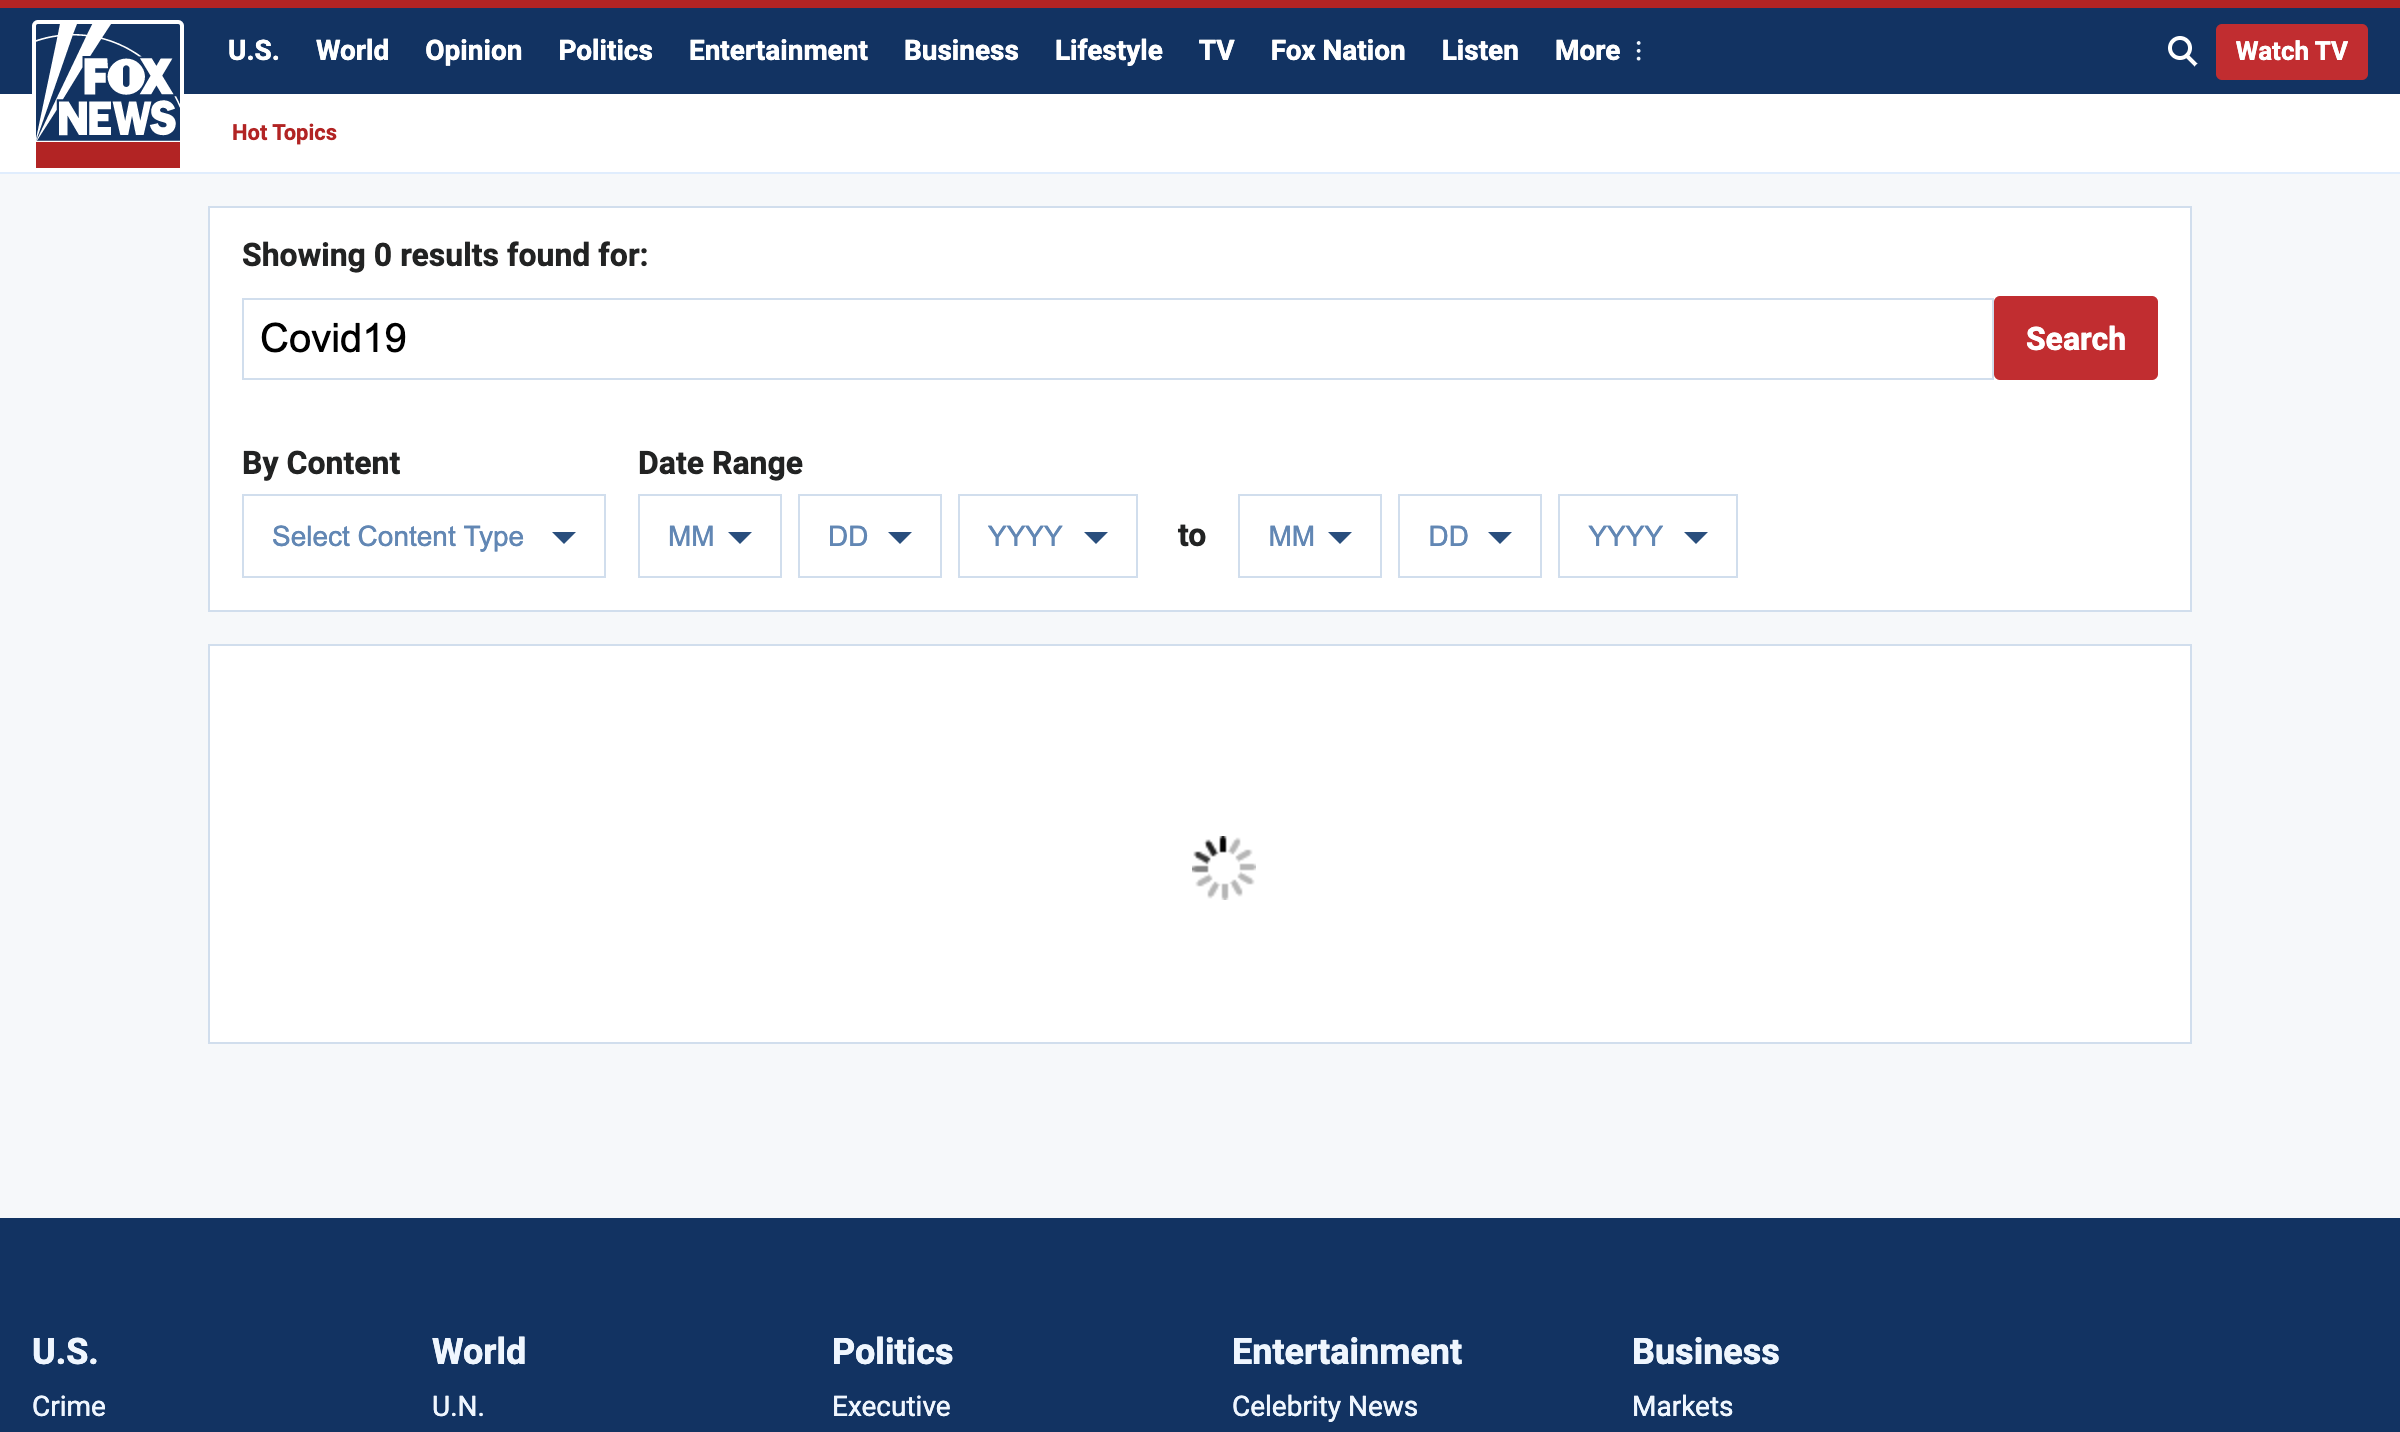 FOX NEWS
U.S. World Opinion Politics Entertainment Business Lifestyle TV Fox Nation Listen More Watch TV
Hot Topics
Showing 0 results found for:
Covid19 Search
By Content Date Range
Select Content Type MM DD YYYY to MM DD YYYY
U.S. World Politics Entertainment Business
Crime U.N. Executive Celebrity News Markets